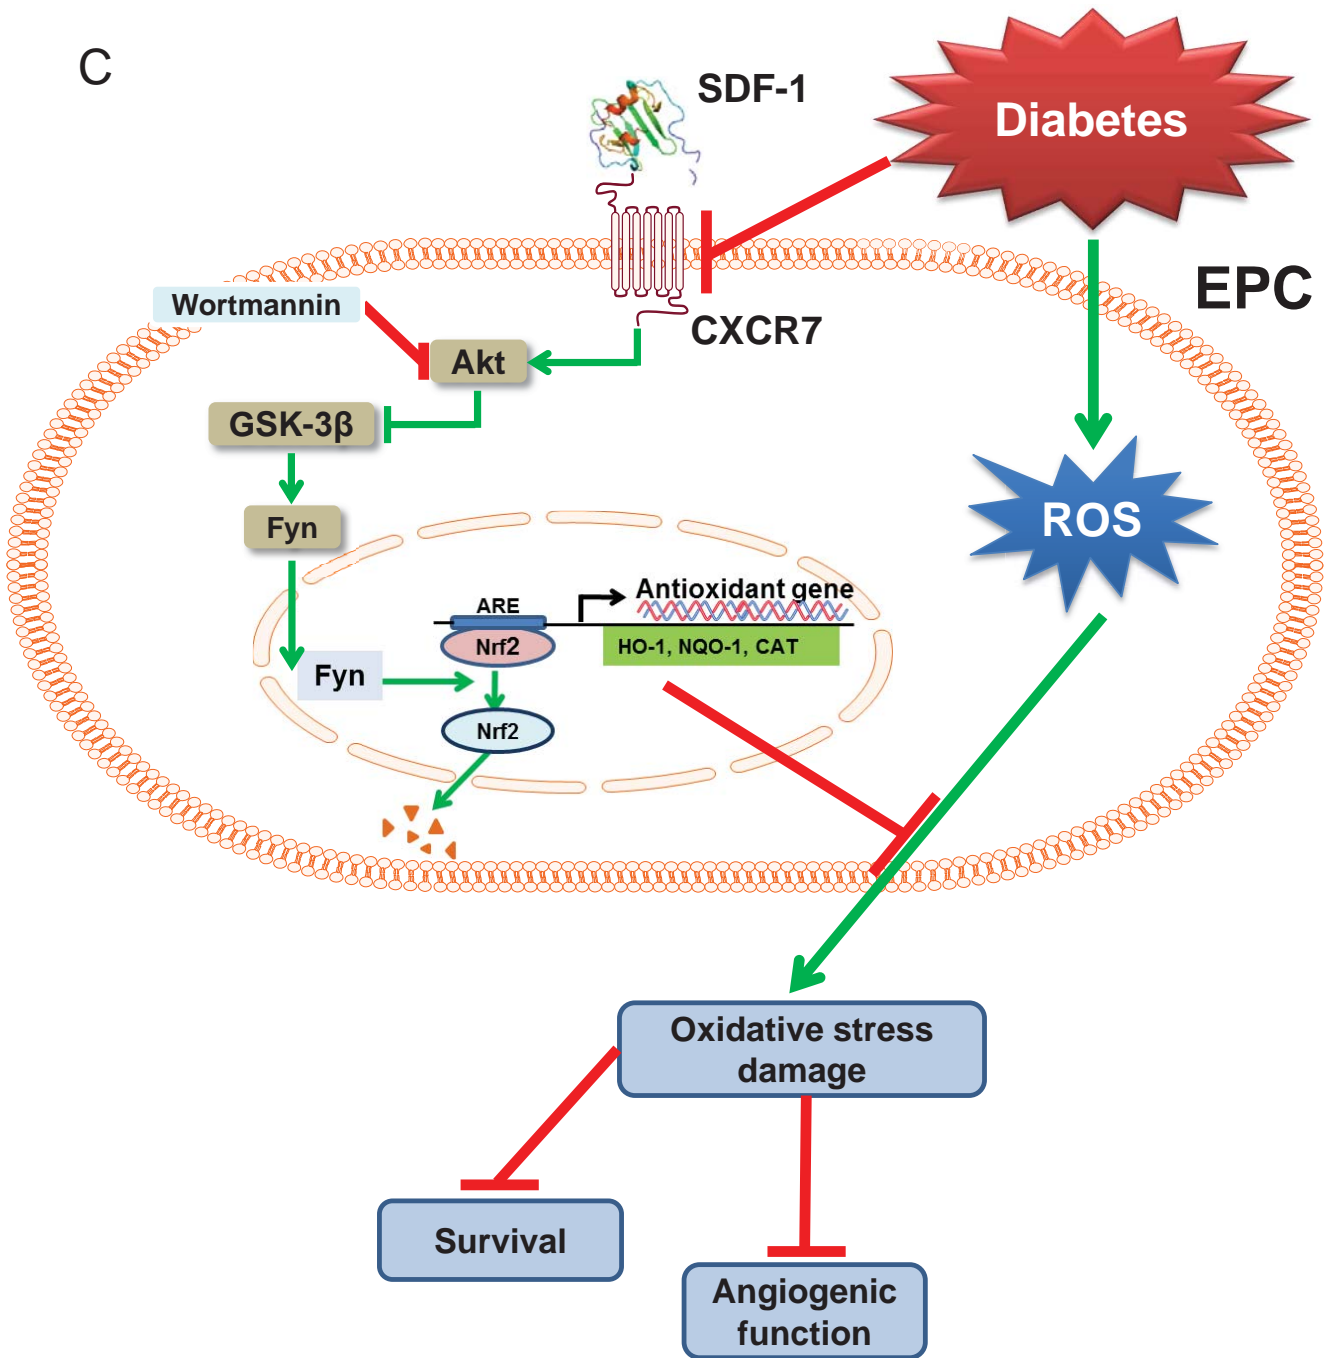 C
SDF-1
Diabetes
EPC
Wortmannin
CXCR7
Akt
GSK-3β
Fyn
ROS
Antioxidant gene
ARE
Nrf2
HO-1, NQO-1, CAT
Fyn
Nrf2
Oxidative stress
damage
Survival
Angiogenic
function